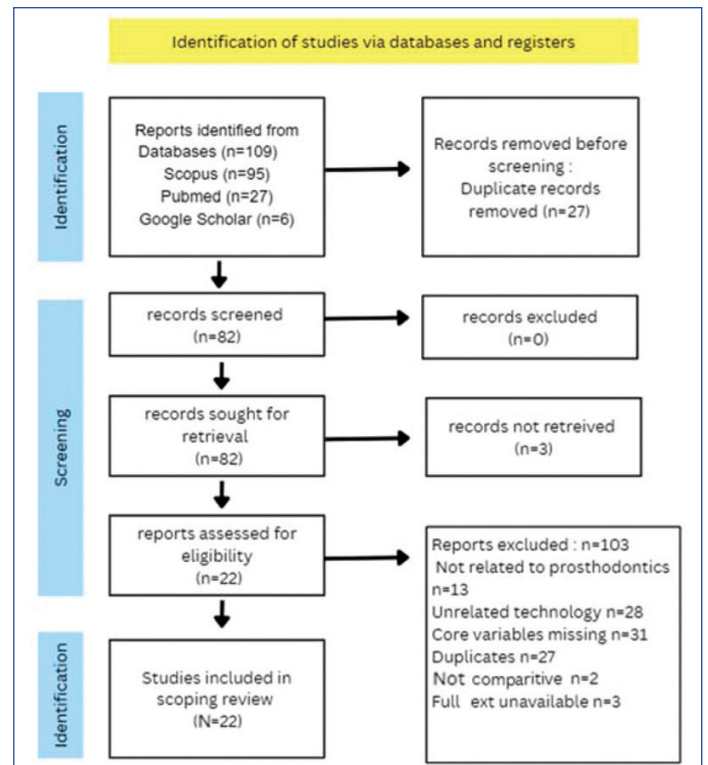 Identification of studies via databases and registers
Identification
Reports identified from
Databases (n=109)
Scopus (n=95)
Pubmed (n=27)
Google Scholar (n=6)
Records removed before
screening :
Duplicate records
removed (n=27)
Screening
records screened
(n=82)
records excluded
(n=0)
records sought for
retrieval
(n=82)
records not retreived
(n=3)
reports assessed for
eligibility
(n=22)
Reports excluded : n=103
Not related to prosthodontics
n=13
Unrelated technology n=28
Core variables missing n=31
Duplicates n=27
Not comparitive n=2
Full ext unavailable n=3
Identification
Studies included in
scoping review
(N=22)